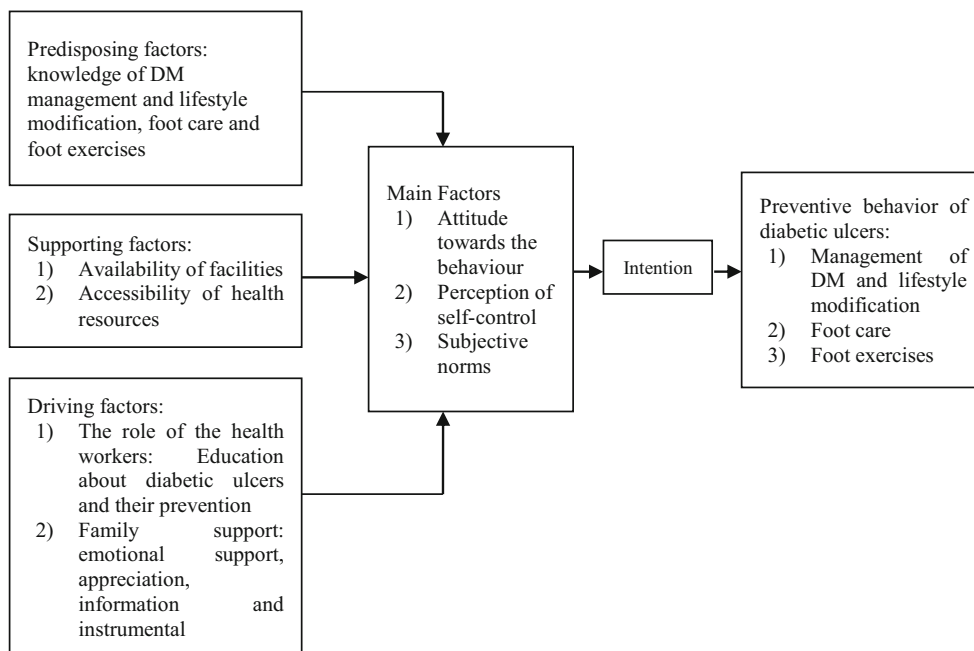 Predisposing factors:
knowledge of DM
management and lifestyle
modification, foot care and
foot exercises
Supporting factors:
1) Availability of facilities
2) Accessibility of health
resources
Driving factors:
1) The role of the health
workers: Education
about diabetic ulcers
and their prevention
2) Family support:
emotional support,
appreciation,
information and
instrumental
Main Factors
1) Attitude
towards the
behaviour
2) Perception of
self-control
3) Subjective
norms
Intention
Preventive behavior of
diabetic ulcers:
1) Management of
DM and lifestyle
modification
2) Foot care
3) Foot exercises